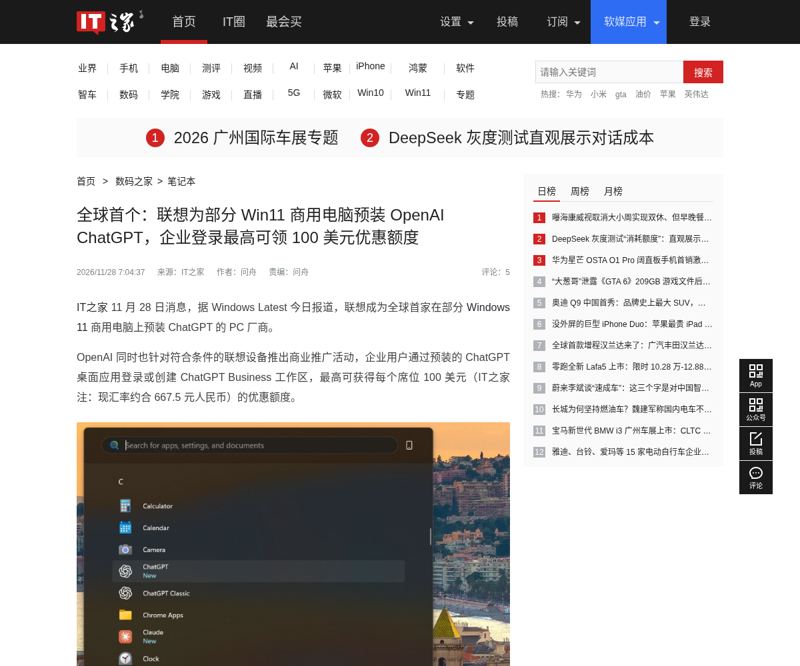 IT之家
首页 IT圈 最会买 设置 投稿 订阅 软媒应用 登录
业界 手机 电脑 测评 视频 AI 苹果 iPhone 鸿蒙 软件
智车 数码 学院 游戏 直播 5G 微软 Win10 Win11 专题
请输入关键词 搜索
热搜: 华为 小米 gta 油价 苹果 英伟达
1 2026 广州国际车展专题 2 DeepSeek 灰度测试直观展示对话成本
首页 > 数码之家 > 笔记本
全球首个：联想为部分 Win11 商用电脑预装 OpenAI
ChatGPT，企业登录最高可领 100 美元优惠额度
2026/11/28 7:04:37 来源：IT之家 作者：问舟 责编：问舟 评论：5
IT之家 11 月 28 日消息，据 Windows Latest 今日报道，联想成为全球首家在部分 Windows
11 商用电脑上预装 ChatGPT 的 PC 厂商。
OpenAI 同时也针对符合条件的联想设备推出商业推广活动，企业用户通过预装的 ChatGPT
桌面应用登录或创建 ChatGPT Business 工作区，最高可获得每个席位 100 美元（IT之家
注：现汇率约合 667.5 元人民币）的优惠额度。
Search for apps, settings, and documents
C
Calculator
Calendar
Camera
ChatGPT
New
ChatGPT Classic
Chrome Apps
Claude
New
Clock
日榜 周榜 月榜
1 曝海康威视取消大小周实现双休、但早晚餐...
2 DeepSeek 灰度测试“消耗额度”：直观展示...
3 华为星芒 OSTA O1 Pro 阔直板手机首销激...
4 “大葱哥”泄露《GTA 6》209GB 游戏文件后...
5 奥迪 Q9 中国首秀：品牌史上最大 SUV，...
6 没外屏的巨型 iPhone Duo：苹果最贵 iPad ...
7 全球首款增程汉兰达来了：广汽丰田汉兰达...
8 零跑全新 Lafa5 上市：限时 10.28 万-12.88...
9 蔚来李斌谈“速成车”：这三个字是对中国智...
10 长城为何坚持燃油车？魏建军称国内电车不...
11 宝马新世代 BMW i3 广州车展上市：CLTC ...
12 雅迪、台铃、爱玛等 15 家电动自行车企业...
App
公众号
投稿
评论